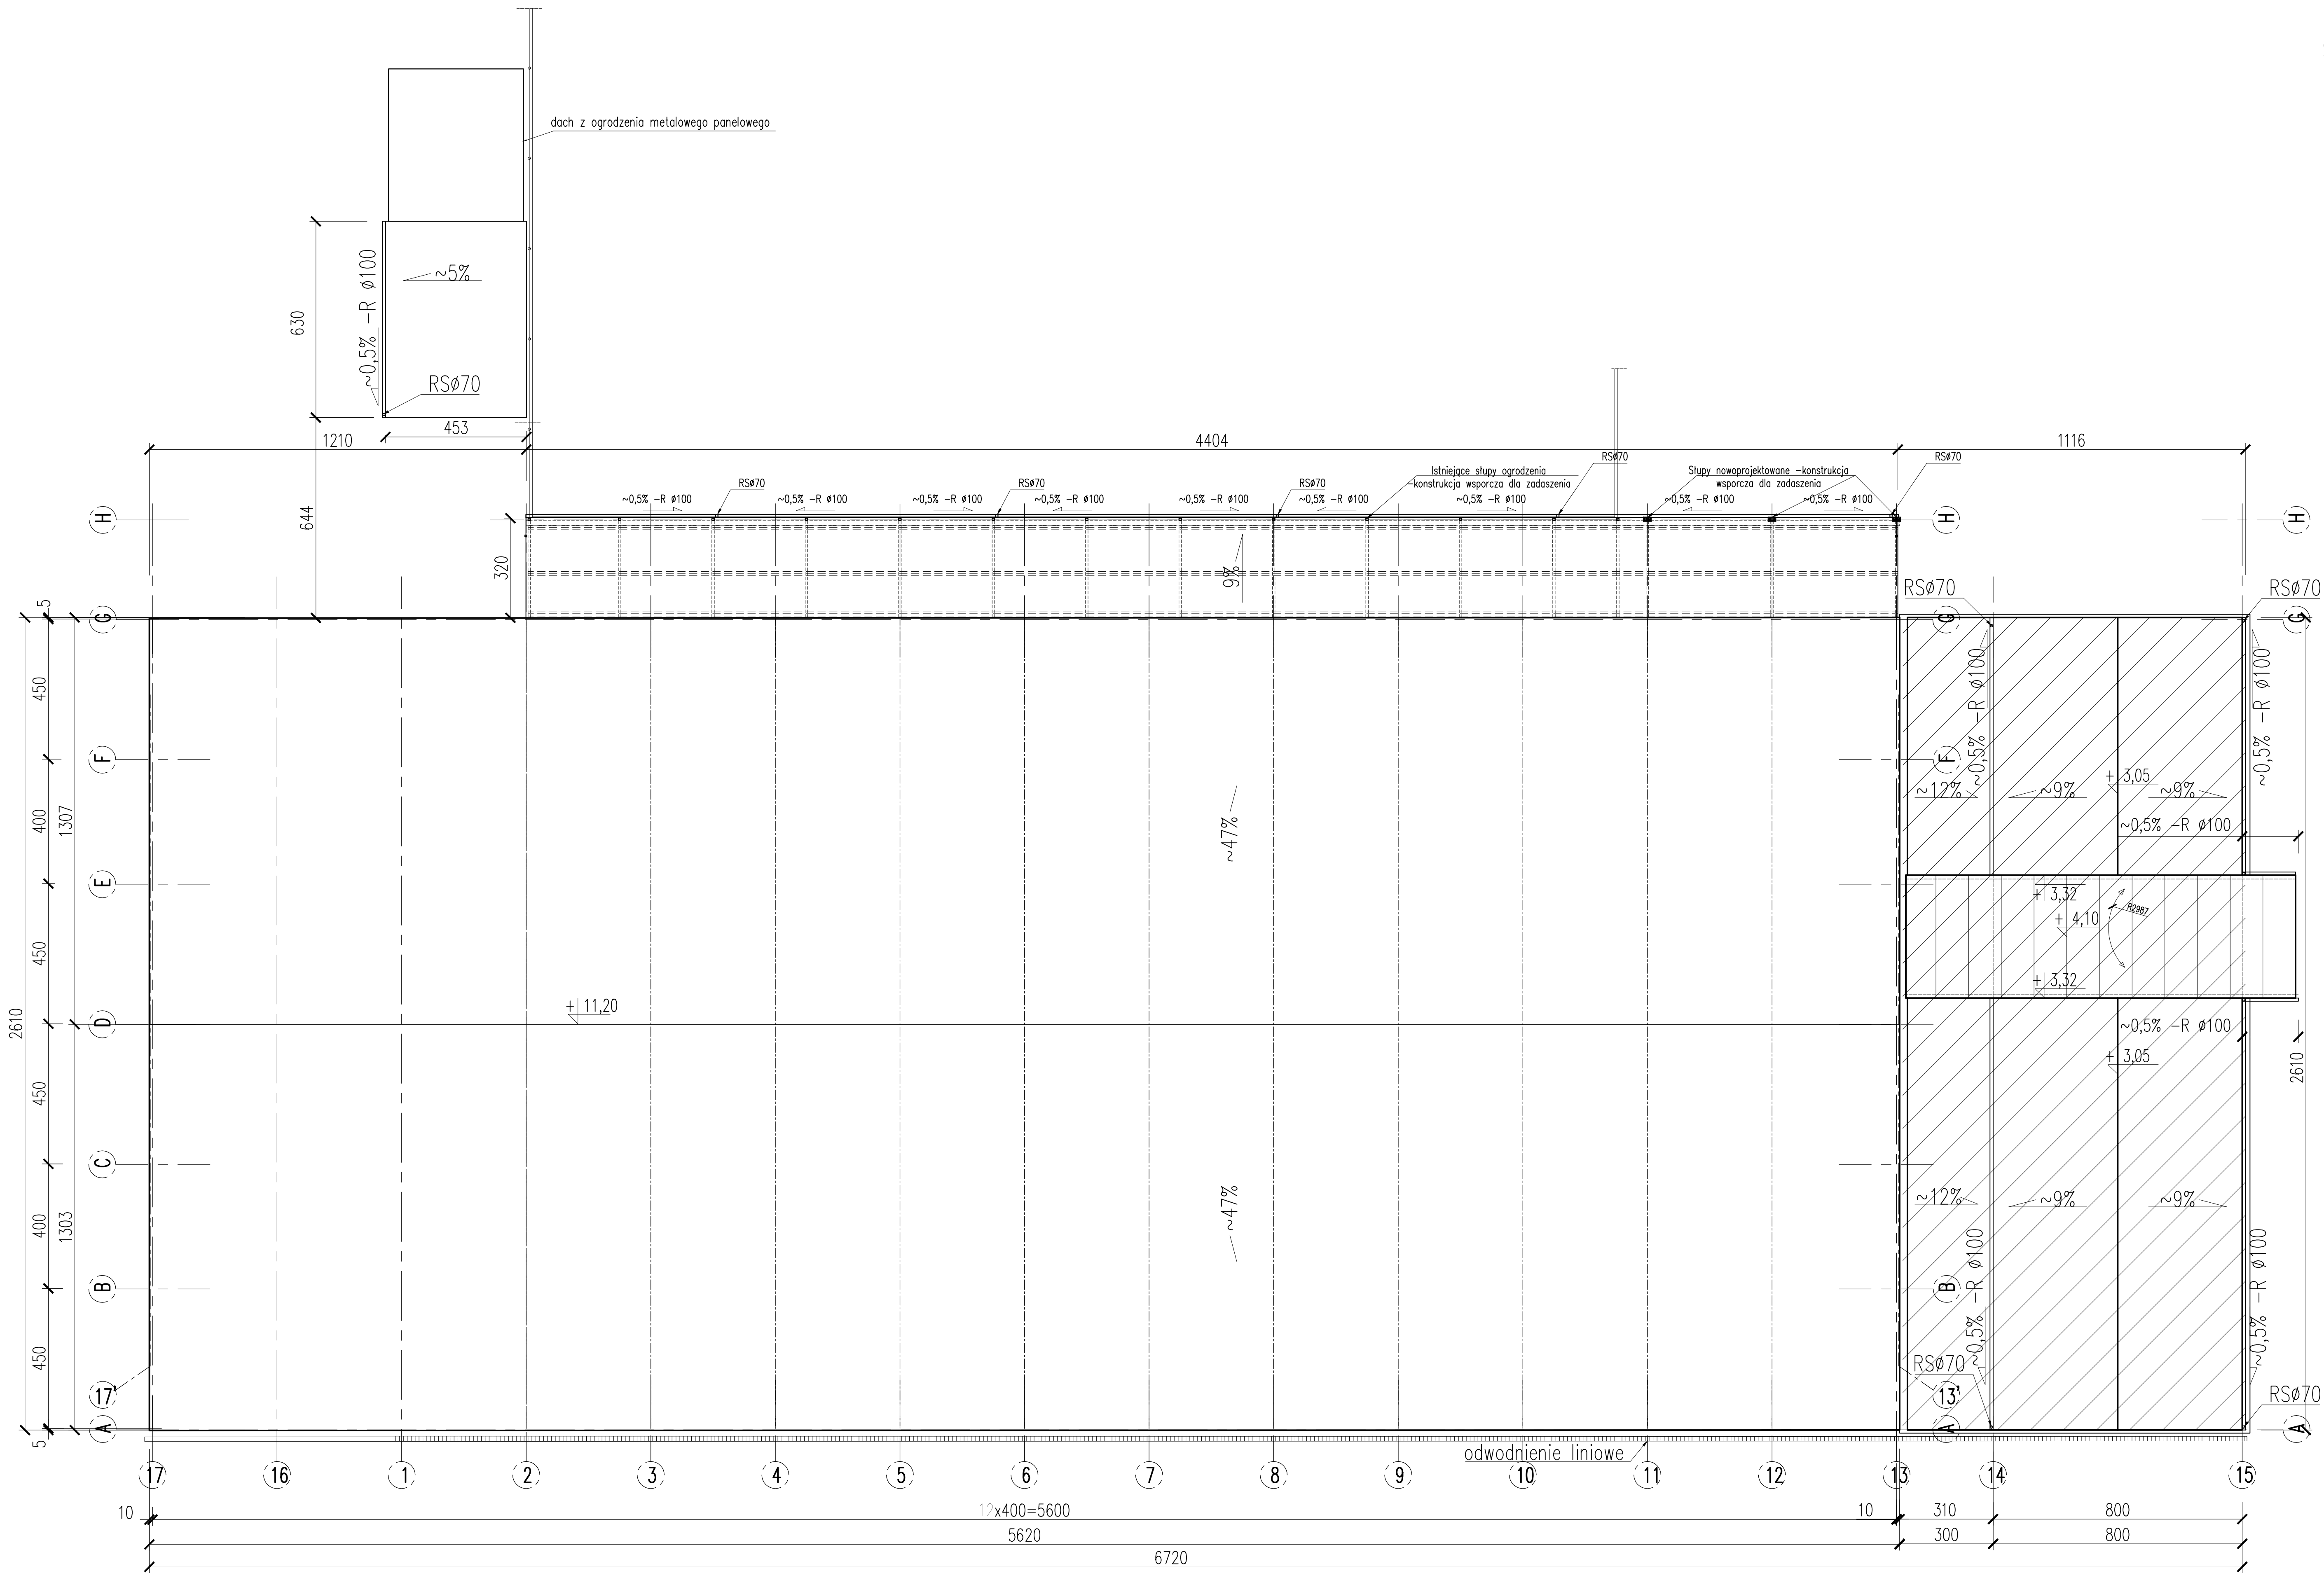 dach z ogrodzenia metalowego panelowego
~5%
~0,5% -R ø100
630
RSø70
453
1210
4404
1116
644
Istniejące słupy ogrodzenia
-konstrukcja wsporcza dla zadaszenia
RSø70
Słupy nowoprojektowane -konstrukcja
wsporcza dla zadaszenia
RSø70
RSø70
RSø70
RSø70
~0,5% -R ø100
~0,5% -R ø100
~0,5% -R ø100
~0,5% -R ø100
~0,5% -R ø100
~0,5% -R ø100
~0,5% -R ø100
~0,5% -R ø100
~0,5% -R ø100
H
H
H
320
9%
RSø70
RSø70
5
G
G
G
450
~0,5% -R ø100
~0,5% -R ø100
F
F
+ 3,05
~12%
~9%
~9%
400
1307
~47%
~0,5% -R ø100
E
+ 3,32
R2987
+ 4,10
450
+ 3,32
+ 11,20
2610
D
~0,5% -R ø100
+ 3,05
2610
450
C
~47%
~12%
~9%
~9%
400
1303
B
B
~0,5% -R ø100
~0,5% -R ø100
450
RSø70
17'
13'
RSø70
A
A
A
5
odwodnienie liniowe
17
16
1
2
3
4
5
6
7
8
9
10
11
12
13
14
15
10
12x400=5600
10
310
800
5620
300
800
6720